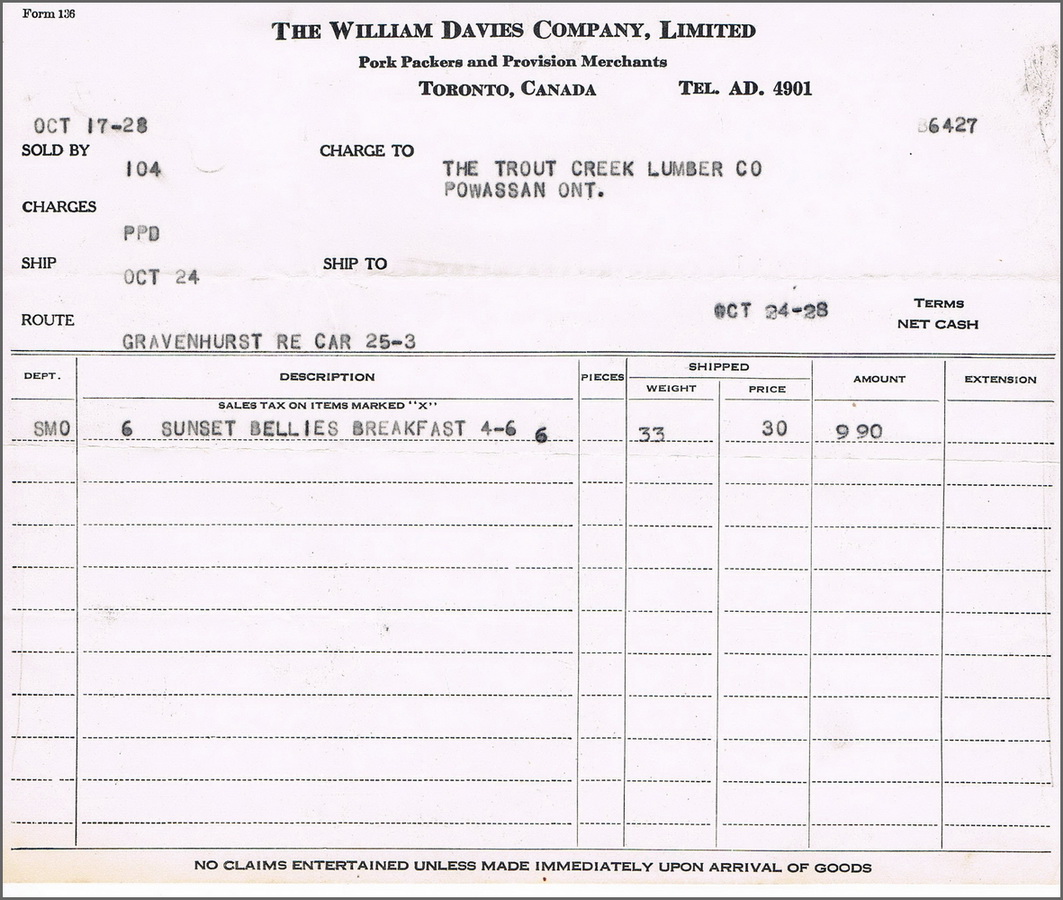 Form 136
THE WILLIAM DAVIES COMPANY, LIMITED
Pork Packers and Provision Merchants
TORONTO, CANADA TEL. AD. 4901
OCT 17-28 6427
SOLD BY 104 CHARGE TO THE TROUT CREEK LUMBER CO
POWASSAN ONT.
CHARGES PPD
SHIP OCT 24 SHIP TO
OCT 24-28 TERMS
NET CASH
ROUTE GRAVENHURST RE CAR 25-3
DEPT. DESCRIPTION PIECES SHIPPED WEIGHT PRICE AMOUNT EXTENSION
SALES TAX ON ITEMS MARKED "X"
SMO 6 SUNSET BELLIES BREAKFAST 4-6 6 33 30 9 90
NO CLAIMS ENTERTAINED UNLESS MADE IMMEDIATELY UPON ARRIVAL OF GOODS